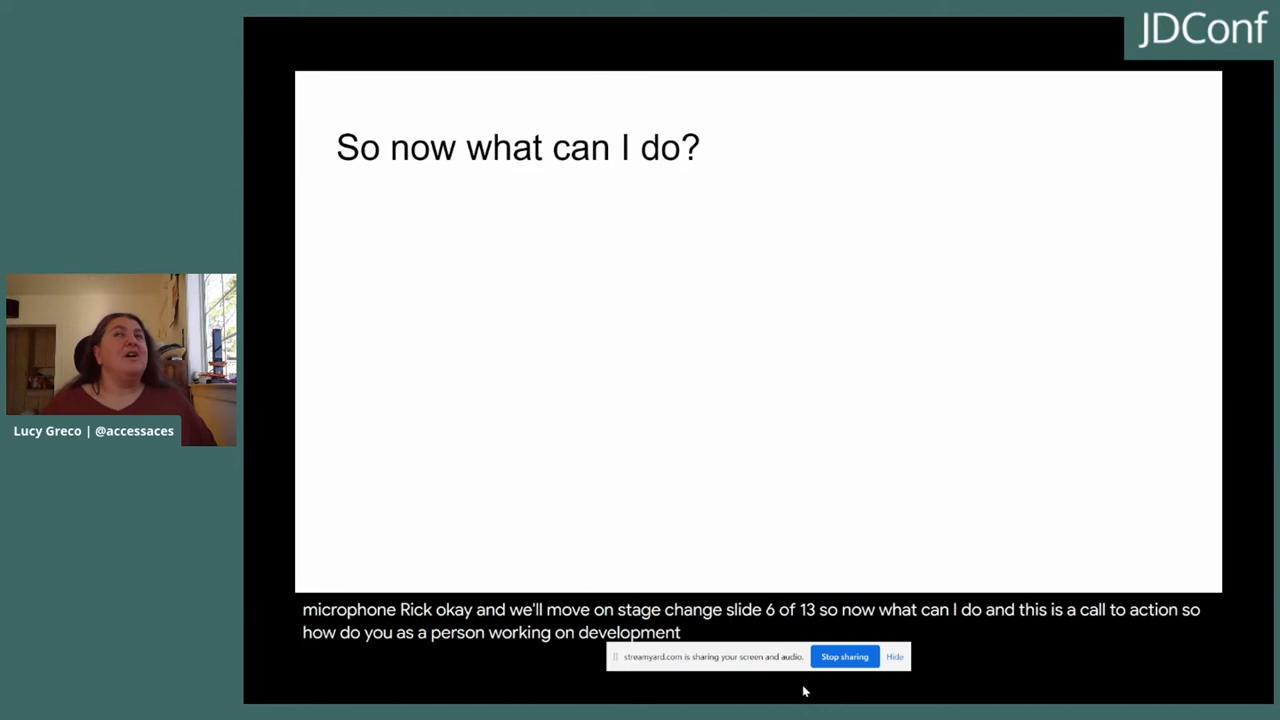 JDConf
So now what can I do?
Lucy Greco | @accessaces
microphone Rick okay and we'll move on stage change slide 6 of 13 so now what can I do and this is a call to action so
how do you as a person working on development
streamyard.com is sharing your screen and audio. Stop sharing Hide